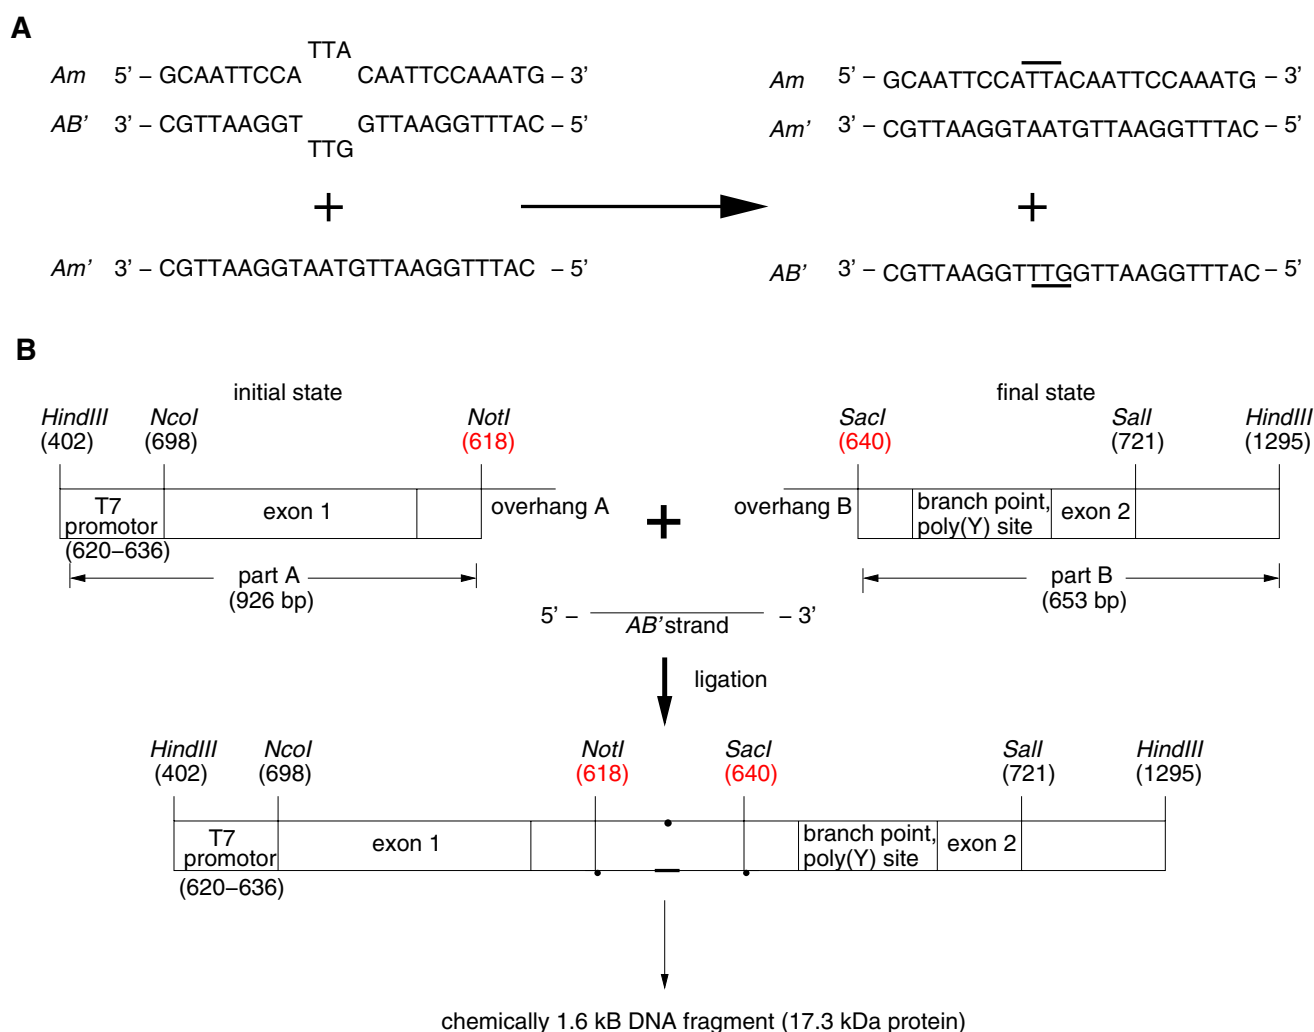 A
TTA
Am 5’ – GCAATTCCA CAATTCCAAATG – 3’
AB’ 3’ – CGTTAAGGT GTTAAGGTTTAC – 5’
TTG
+
Am’ 3’ – CGTTAAGGTAATGTTAAGGTTTAC – 5’
Am 5’ – GCAATTCCATTACAATTCCAAATG – 3’
Am’ 3’ – CGTTAAGGTAATGTTAAGGTTTAC – 5’
+
AB’ 3’ – CGTTAAGGTTTGGTTAAGGTTTAC – 5’
B
initial state
HindIII NcoI NotI
(402) (698) (618)
T7
promotor
(620–636)
exon 1
overhang A
part A
(926 bp)
+
final state
SacI SalI HindIII
(640) (721) (1295)
overhang B
branch point,
poly(Y) site
exon 2
part B
(653 bp)
5’ – AB’ strand – 3’
ligation
HindIII NcoI NotI SacI SalI HindIII
(402) (698) (618) (640) (721) (1295)
T7
promotor
(620–636)
exon 1
branch point,
poly(Y) site
exon 2
chemically 1.6 kB DNA fragment (17.3 kDa protein)